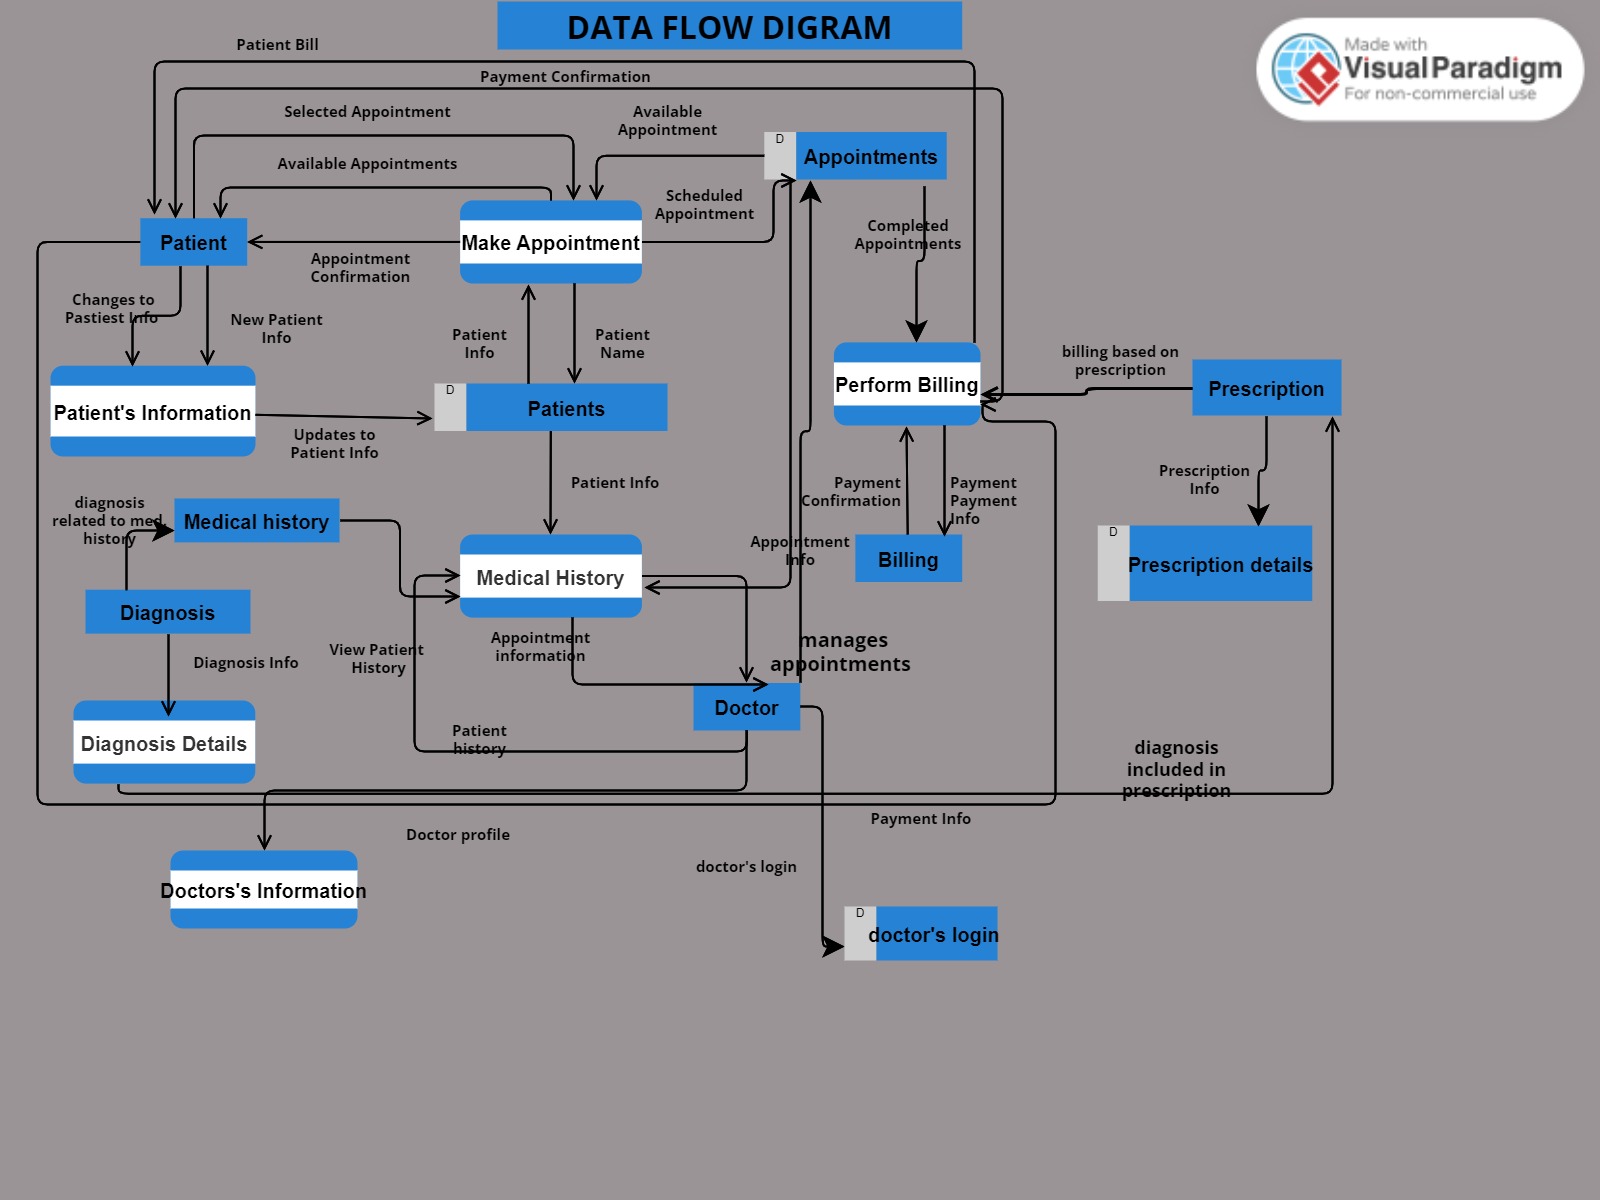 DATA FLOW DIGRAM
Made with
Visual Paradigm
For non-commercial use
Patient Bill
Payment Confirmation
Selected Appointment
Available
Appointment
D
Appointments
Available Appointments
Scheduled
Appointment
Completed
Appointments
Patient
Make Appointment
Appointment
Confirmation
Changes to
Pastiest Info
New Patient
Info
Patient
Info
Patient
Name
billing based on
prescription
Perform Billing
Prescription
Patient's Information
D
Patients
Updates to
Patient Info
Patient Info
Payment
Confirmation
Payment
Payment
Info
Prescription
Info
diagnosis
related to med.
history
Medical history
Appointment
Info
Billing
D
Prescription details
Medical History
Diagnosis
Appointment
information
View Patient
History
Diagnosis Info
manages
appointments
Doctor
Patient
history
Diagnosis Details
diagnosis
included in
prescription
Payment Info
Doctor profile
doctor's login
Doctors's Information
D
doctor's login